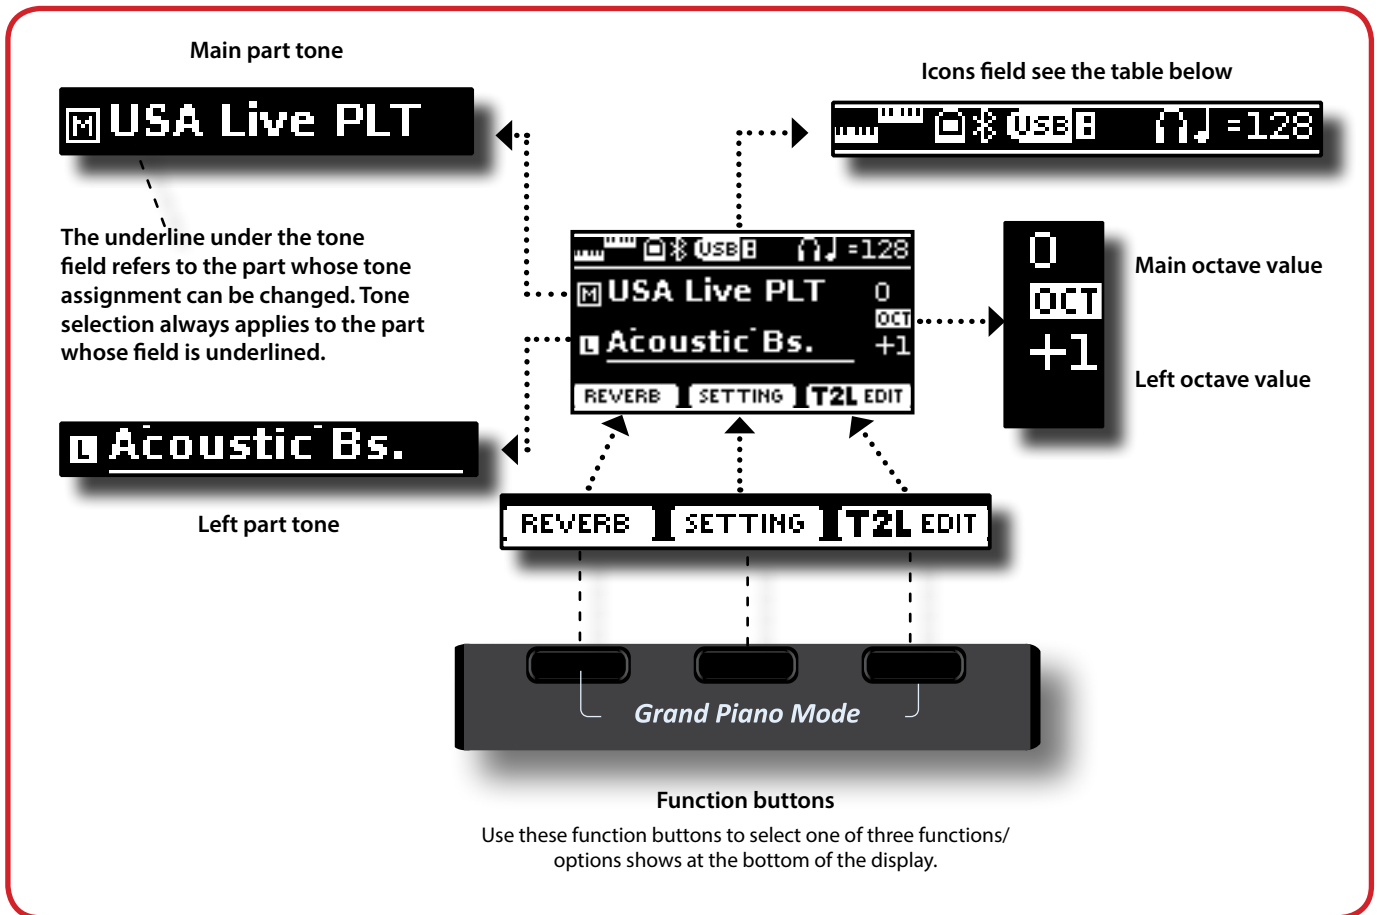 Main part tone
M USA Live PLT
The underline under the tone
field refers to the part whose tone
assignment can be changed. Tone
selection always applies to the part
whose field is underlined.
L Acoustic Bs.
Left part tone
Icons field see the table below
USB =128
USB =128
M USA Live PLT 0
OCT
L Acoustic Bs. +1
REVERB SETTING T2L EDIT
0
OCT
+1
Main octave value
Left octave value
REVERB SETTING T2L EDIT
Grand Piano Mode
Function buttons
Use these function buttons to select one of three functions/
options shows at the bottom of the display.